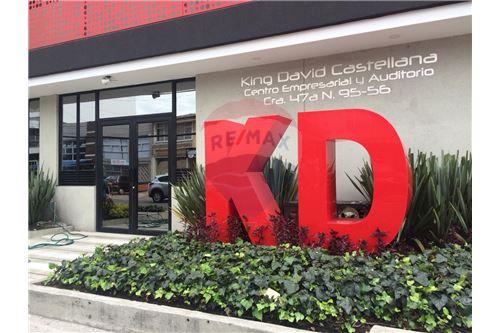 King David Castellana
Centro Empresarial y Auditorio
Cra. 47a N. 95-56
RE/MAX
KD